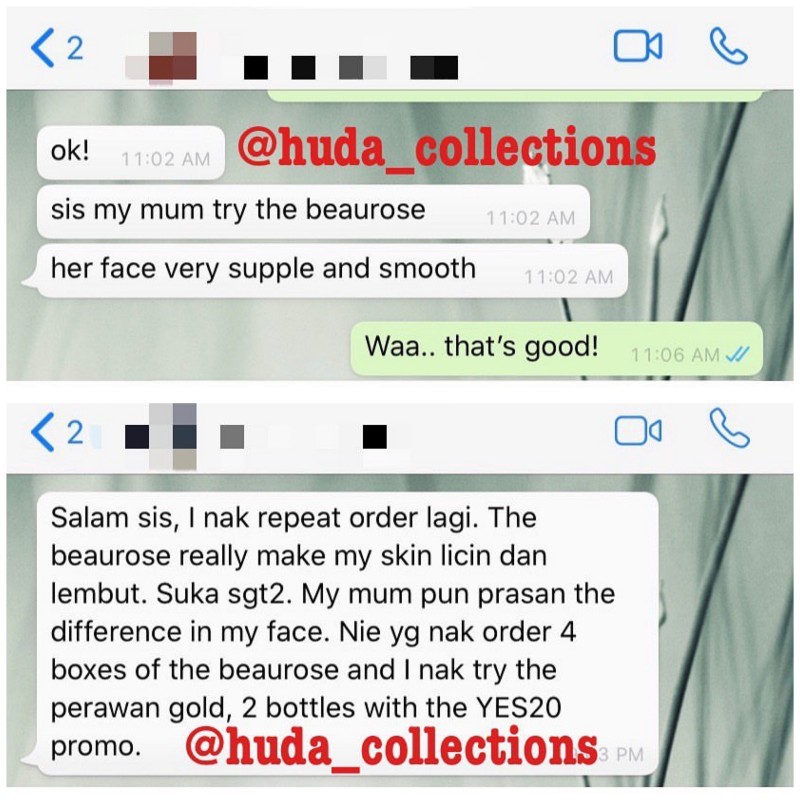 2
ok! 11:02 AM
@huda_collections
sis my mum try the beaurose 11:02 AM
her face very supple and smooth 11:02 AM
Waa.. that's good! 11:06 AM
2
Salam sis, I nak repeat order lagi. The
beaurose really make my skin licin dan
lembut. Suka sgt2. My mum pun prasan the
difference in my face. Nie yg nak order 4
boxes of the beaurose and I nak try the
perawan gold, 2 bottles with the YES20
promo.
@huda_collections
3 PM